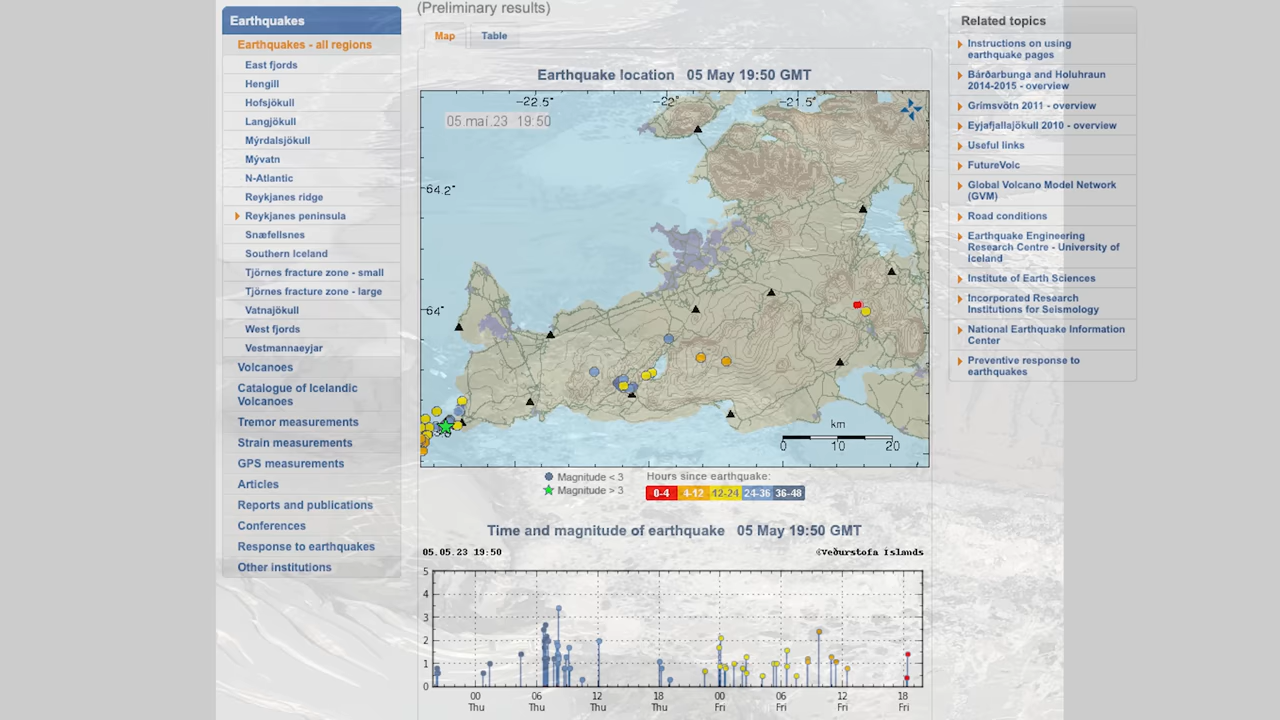 Earthquakes
Earthquakes - all regions
East fjords
Hengill
Hofsjökull
Langjökull
Mýrdalsjökull
Mývatn
N-Atlantic
Reykjanes ridge
Reykjanes peninsula
Snæfellsnes
Southern Iceland
Tjörnes fracture zone - small
Tjörnes fracture zone - large
Vatnajökull
West fjords
Vestmannaeyjar
Volcanoes
Catalogue of Icelandic
Volcanoes
Tremor measurements
Strain measurements
GPS measurements
Articles
Reports and publications
Conferences
Response to earthquakes
Other institutions
(Preliminary results)
Map Table
Earthquake location 05 May 19:50 GMT
-22.5° -22° -21.5°
05 maí.23 19:50
64.2°
64°
km
0 10 20
Magnitude < 3
Magnitude > 3
Hours since earthquake:
0-4 4-12 12-24 24-36 36-48
Time and magnitude of earthquake 05 May 19:50 GMT
05.05.23 19:50 ©Veðurstofa Íslands
5
4
3
2
1
0
00 06 12 18 00 06 12 18
Thu Thu Thu Thu Fri Fri Fri Fri
Related topics
Instructions on using
earthquake pages
Bárðarbunga and Holuhraun
2014-2015 - overview
Grímsvötn 2011 - overview
Eyjafjallajökull 2010 - overview
Useful links
FutureVolc
Global Volcano Model Network
(GVM)
Road conditions
Earthquake Engineering
Research Centre - University of
Iceland
Institute of Earth Sciences
Incorporated Research
Institutions for Seismology
National Earthquake Information
Center
Preventive response to
earthquakes